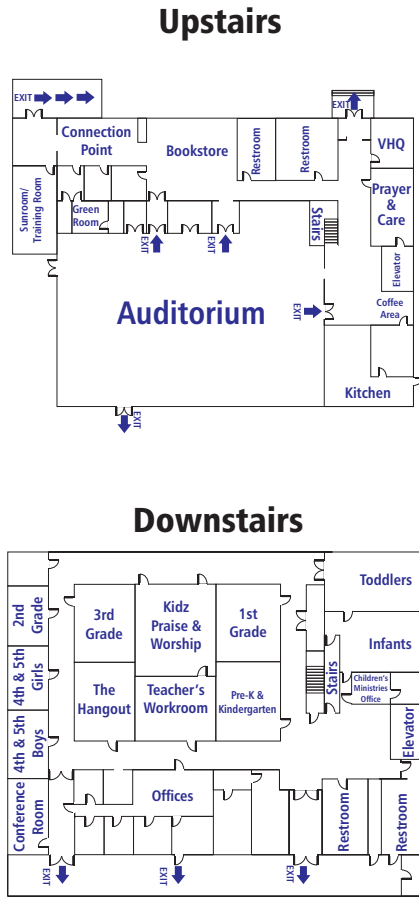 Upstairs
EXIT
EXIT
Connection
Point
Bookstore
Restroom
Restroom
VHQ
Sunroom/
Training Room
Green
Room
Prayer
&
Care
Stairs
EXIT
EXIT
Elevator
Auditorium
EXIT
Coffee
Area
Kitchen
EXIT
Downstairs
2nd
Grade
3rd
Grade
Kidz
Praise &
Worship
1st
Grade
Toddlers
Infants
4th & 5th
Girls
The
Hangout
Teacher's
Workroom
Pre-K &
Kindergarten
Stairs
Children's
Ministries
Office
4th & 5th
Boys
Elevator
Conference
Room
Offices
Restroom
Restroom
EXIT
EXIT
EXIT